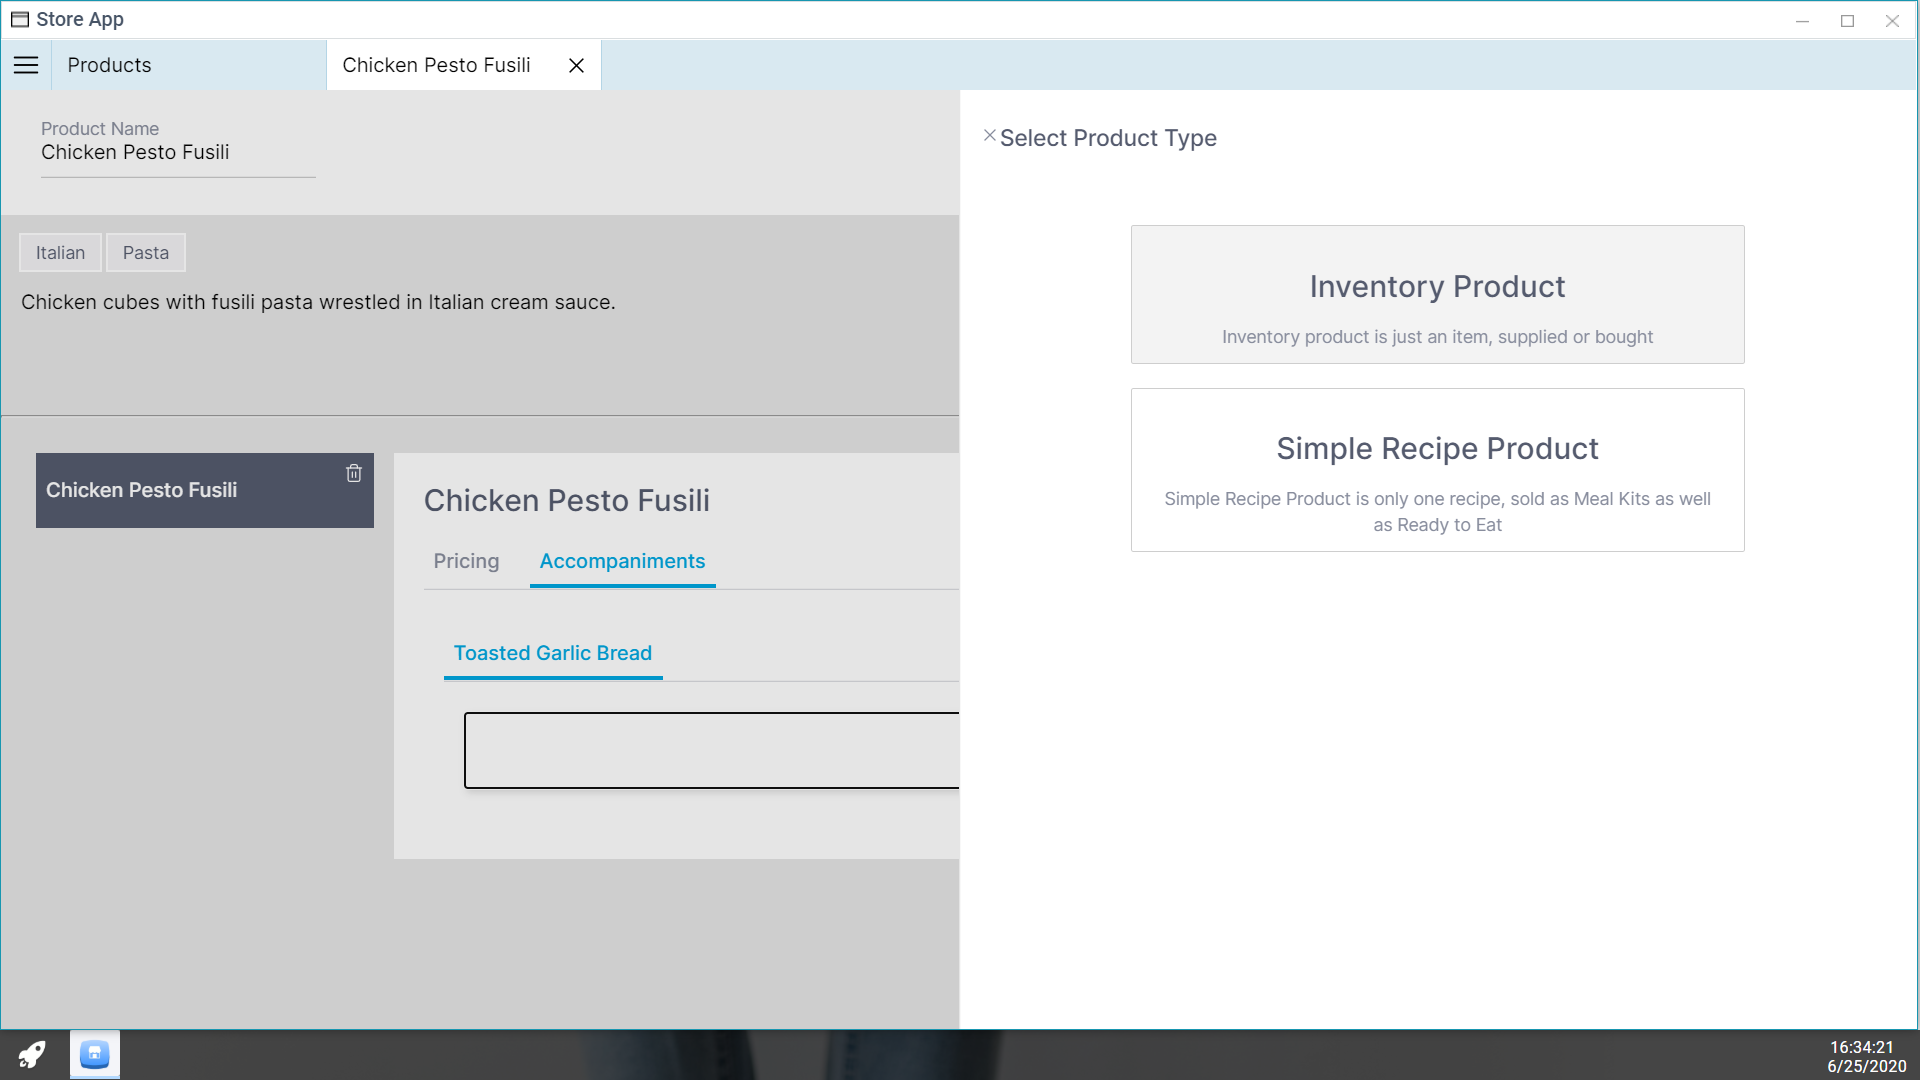 Store App
Products
Chicken Pesto Fusili
Product Name
Chicken Pesto Fusili
Italian
Pasta
Chicken cubes with fusili pasta wrestled in Italian cream sauce.
Chicken Pesto Fusili
Chicken Pesto Fusili
Pricing
Accompaniments
Toasted Garlic Bread
Select Product Type
Inventory Product
Inventory product is just an item, supplied or bought
Simple Recipe Product
Simple Recipe Product is only one recipe, sold as Meal Kits as well
as Ready to Eat
16:34:21
6/25/2020